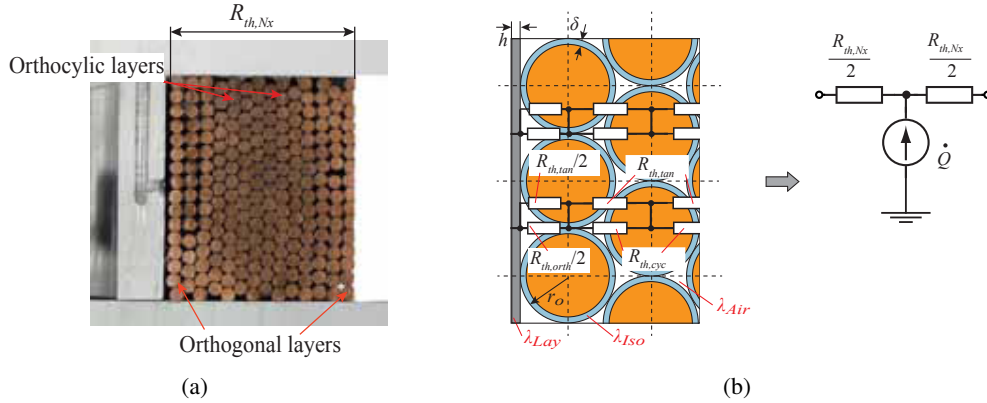 R_{th,Nx}
Orthocylic layers
Orthogonal layers
(a)
h
δ
R_{th,tan}/2
R_{th,tan}
R_{th,orth}/2
R_{th,cyc}
r_o
λ_{Air}
λ_{Lay}
λ_{Iso}
R_{th,Nx}/2
R_{th,Nx}/2
Q̇
(b)